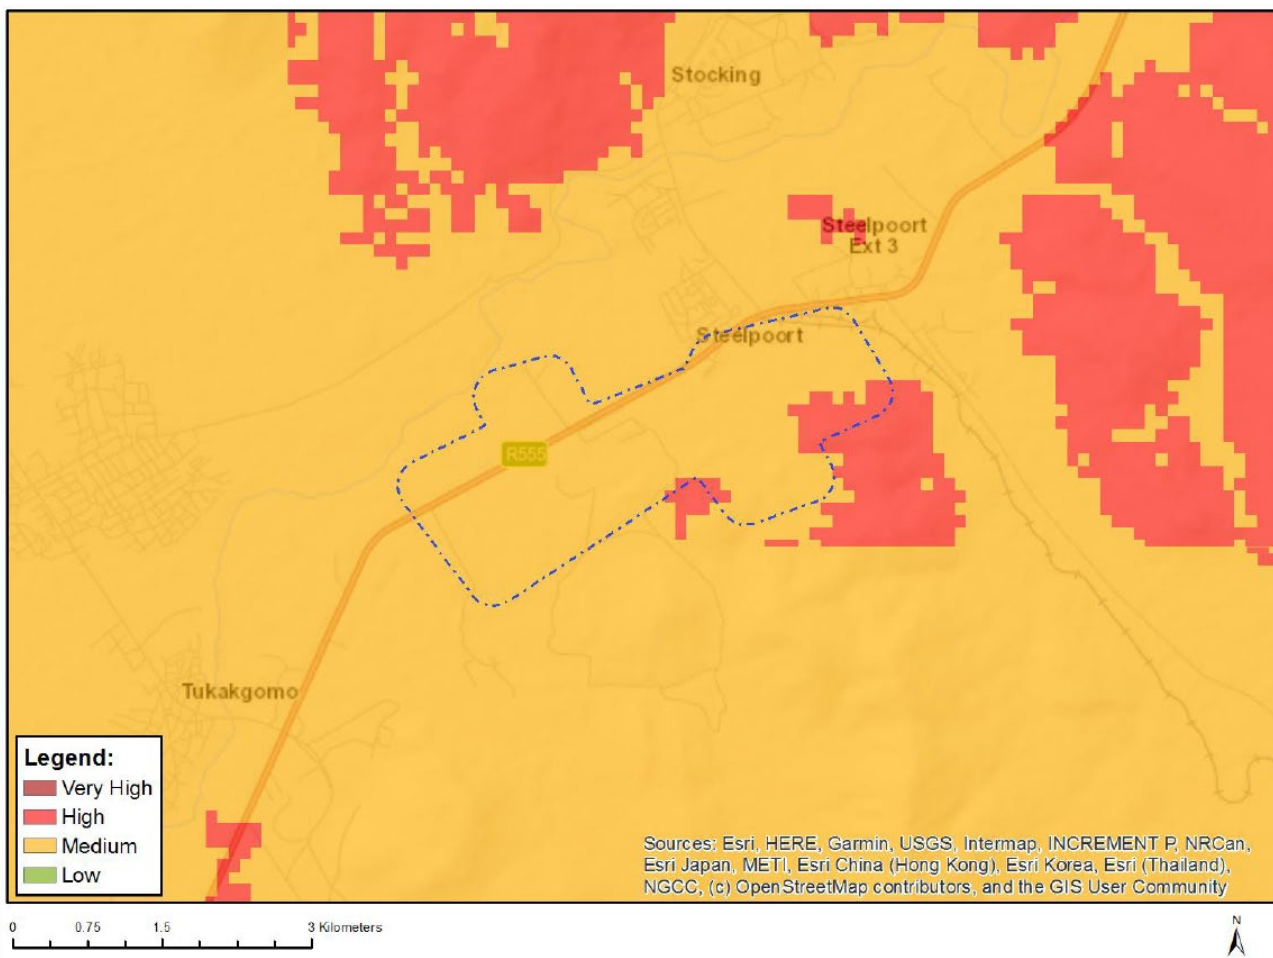 Stocking
Steelpoort
Ext 3
Steelpoort
R555
Tukakgomo
Legend:
Very High
High
Medium
Low
Sources: Esri, HERE, Garmin, USGS, Intermap, INCREMENT P, NRCan,
Esri Japan, METI, Esri China (Hong Kong), Esri Korea, Esri (Thailand),
NGCC, (c) OpenStreetMap contributors, and the GIS User Community
0 0.75 1.5 3 Kilometers
N